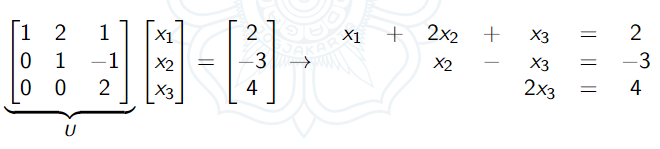 [1 2 1; 0 1 −1; 0 0 2] [x₁; x₂; x₃] = [2; −3; 4] → x₁ + 2x₂ + x₃ = 2
x₂ − x₃ = −3
2x₃ = 4
U